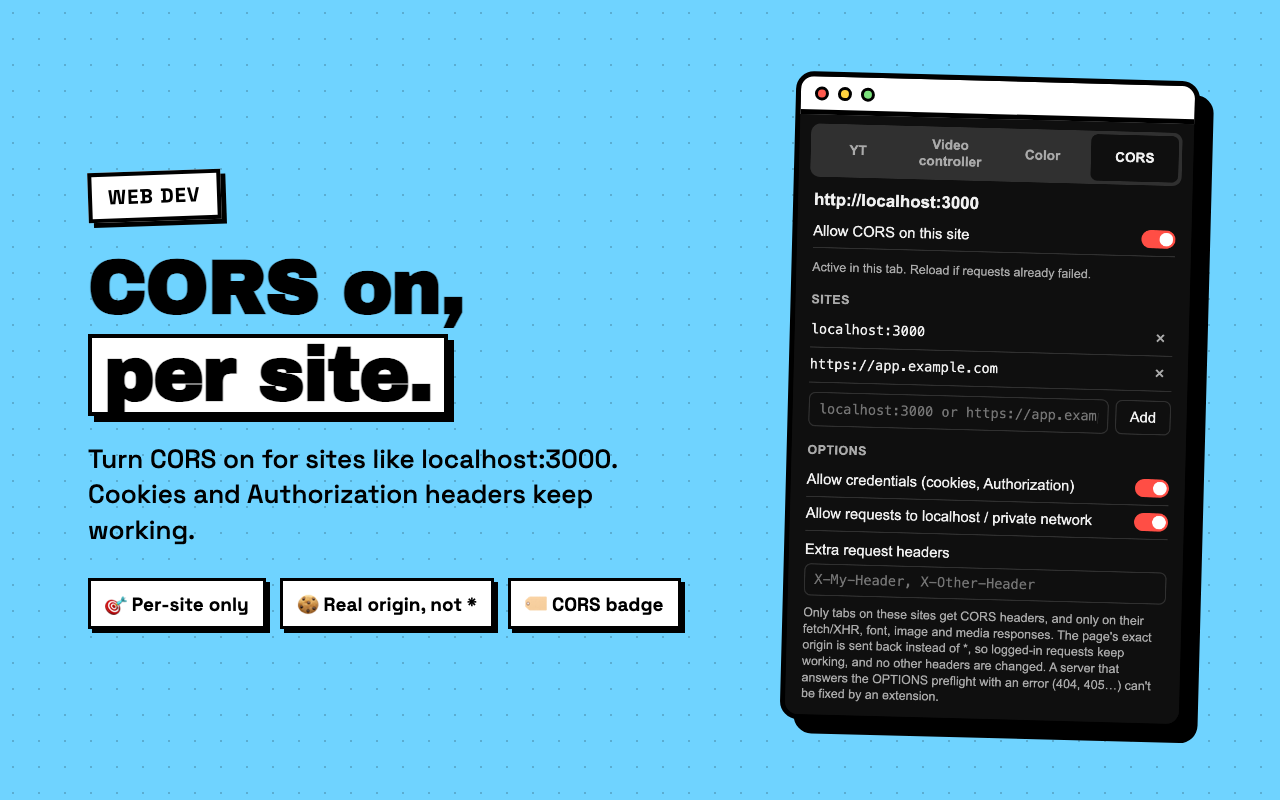 WEB DEV
CORS on,
per site.
Turn CORS on for sites like localhost:3000.
Cookies and Authorization headers keep
working.
🎯 Per-site only
🍪 Real origin, not *
🏷️ CORS badge
YT
Video
controller
Color
CORS
http://localhost:3000
Allow CORS on this site
Active in this tab. Reload if requests already failed.
SITES
localhost:3000
×
https://app.example.com
×
localhost:3000 or https://app.exam
Add
OPTIONS
Allow credentials (cookies, Authorization)
Allow requests to localhost / private network
Extra request headers
X-My-Header, X-Other-Header
Only tabs on these sites get CORS headers, and only on their
fetch/XHR, font, image and media responses. The page's exact
origin is sent back instead of *, so logged-in requests keep
working, and no other headers are changed. A server that
answers the OPTIONS preflight with an error (404, 405…) can't
be fixed by an extension.